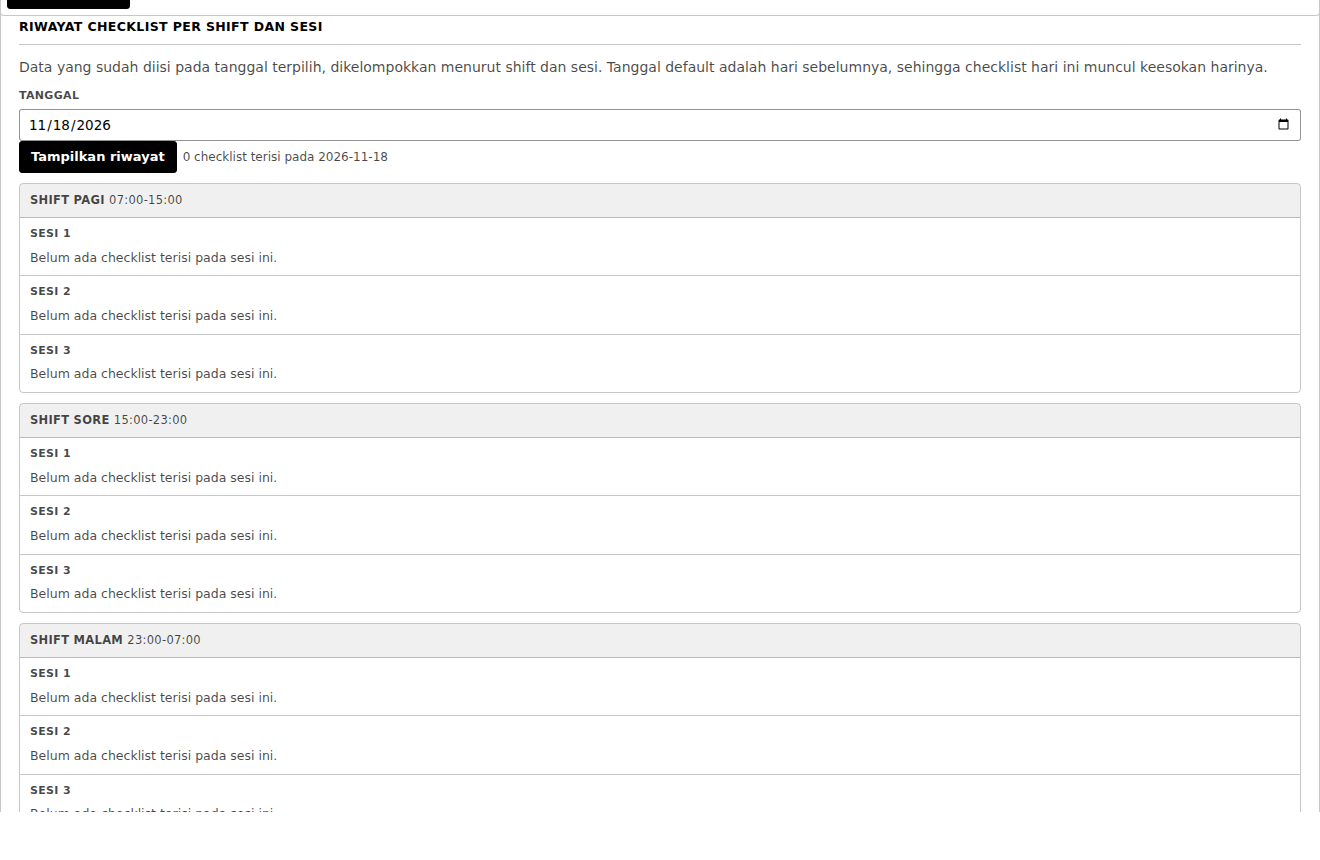 RIWAYAT CHECKLIST PER SHIFT DAN SESI
Data yang sudah diisi pada tanggal terpilih, dikelompokkan menurut shift dan sesi. Tanggal default adalah hari sebelumnya, sehingga checklist hari ini muncul keesokan harinya.
TANGGAL
11/18/2026
Tampilkan riwayat 0 checklist terisi pada 2026-11-18
SHIFT PAGI 07:00-15:00
SESI 1
Belum ada checklist terisi pada sesi ini.
SESI 2
Belum ada checklist terisi pada sesi ini.
SESI 3
Belum ada checklist terisi pada sesi ini.
SHIFT SORE 15:00-23:00
SESI 1
Belum ada checklist terisi pada sesi ini.
SESI 2
Belum ada checklist terisi pada sesi ini.
SESI 3
Belum ada checklist terisi pada sesi ini.
SHIFT MALAM 23:00-07:00
SESI 1
Belum ada checklist terisi pada sesi ini.
SESI 2
Belum ada checklist terisi pada sesi ini.
SESI 3